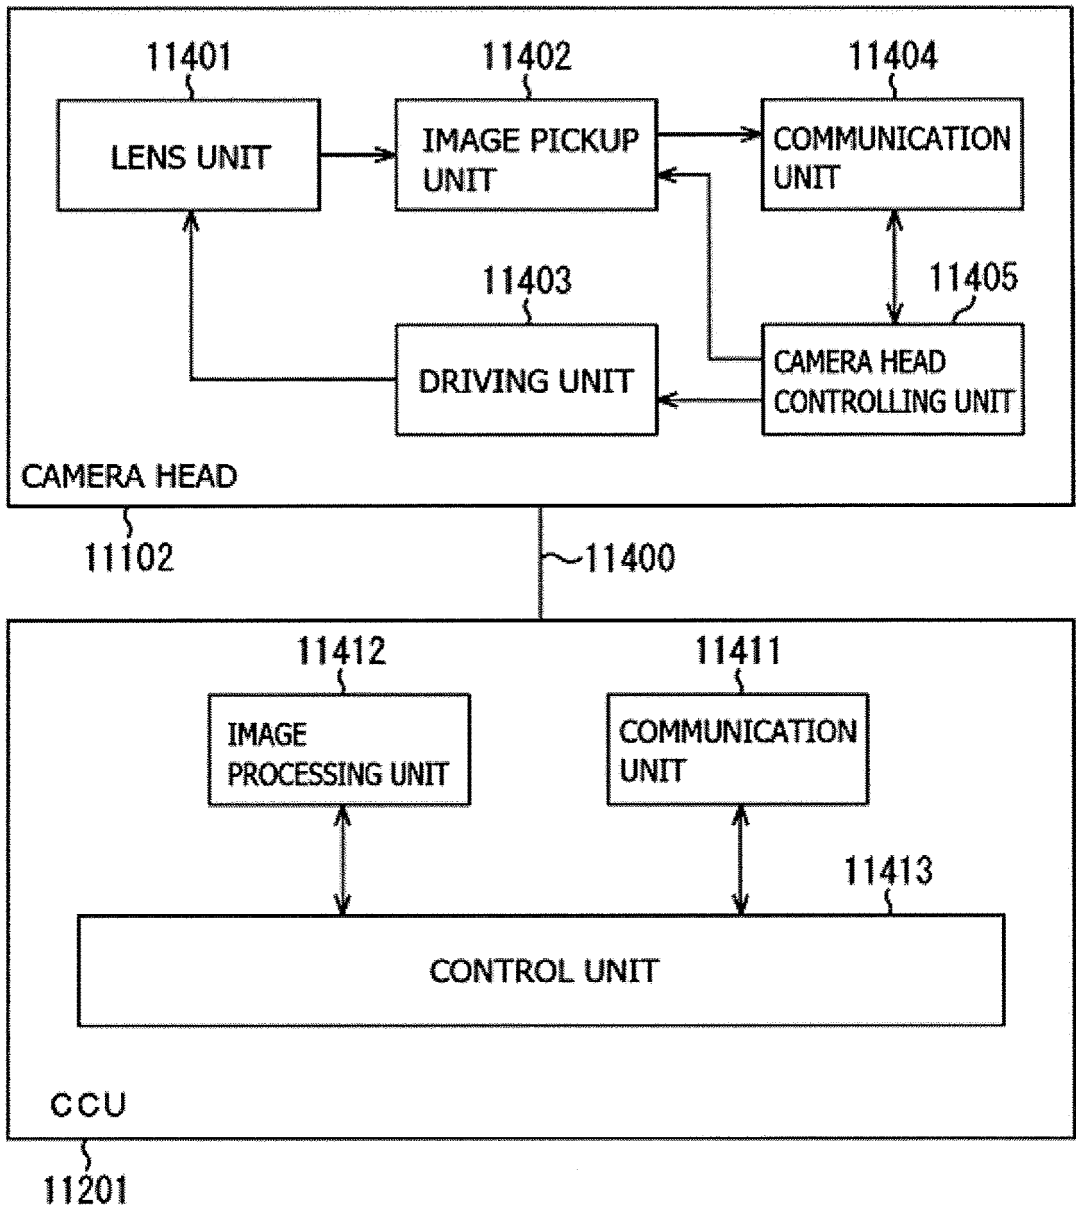 11401
11402
11404
LENS UNIT
IMAGE PICKUP
UNIT
COMMUNICATION
UNIT
11403
11405
DRIVING UNIT
CAMERA HEAD
CONTROLLING UNIT
CAMERA HEAD
11102
11400
11412
11411
IMAGE
PROCESSING UNIT
COMMUNICATION
UNIT
11413
CONTROL UNIT
CCU
11201